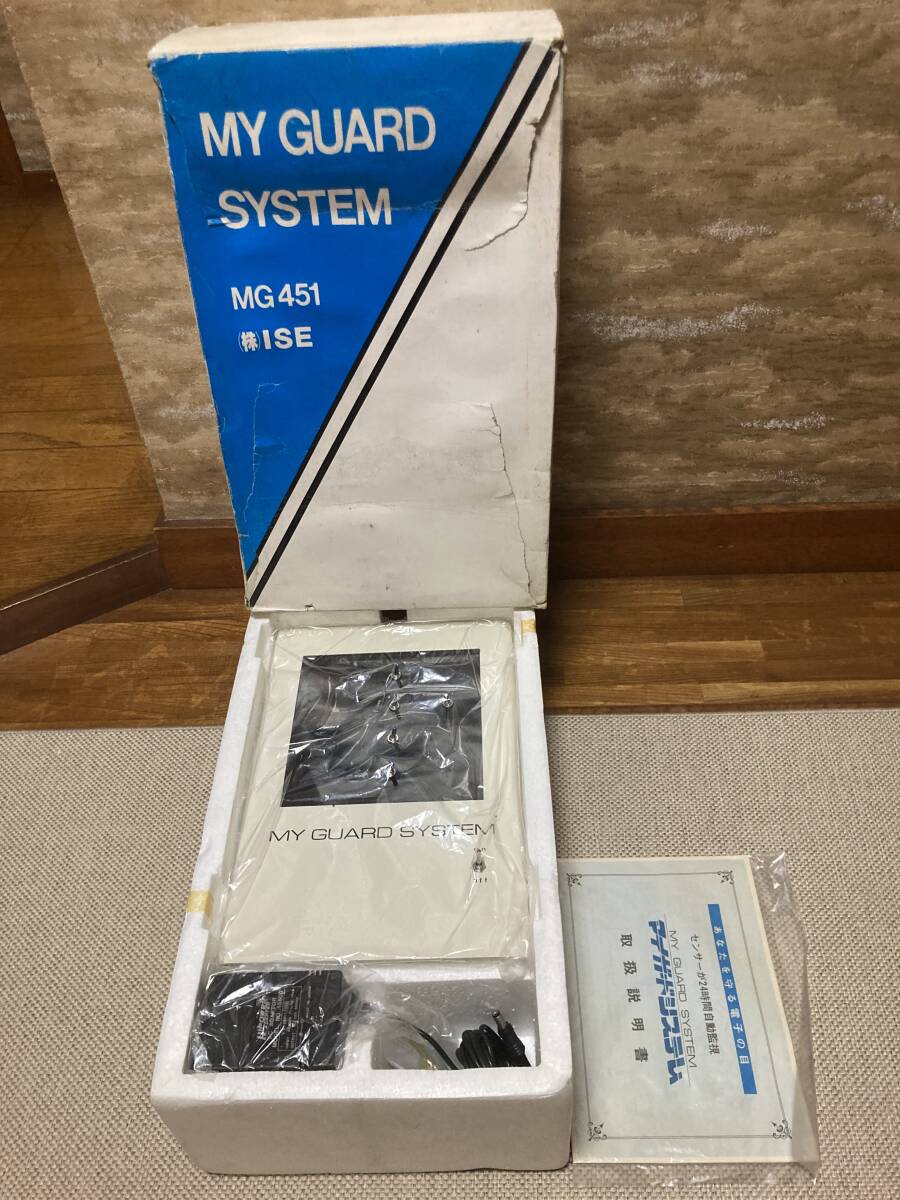 MY GUARD
SYSTEM
MG451
㈱ISE
MY GUARD SYSTEM
off
あなたを守る電子の目
センサーが24時間自動監視
MY GUARD SYSTEM
マイガードシステム
取扱説明書